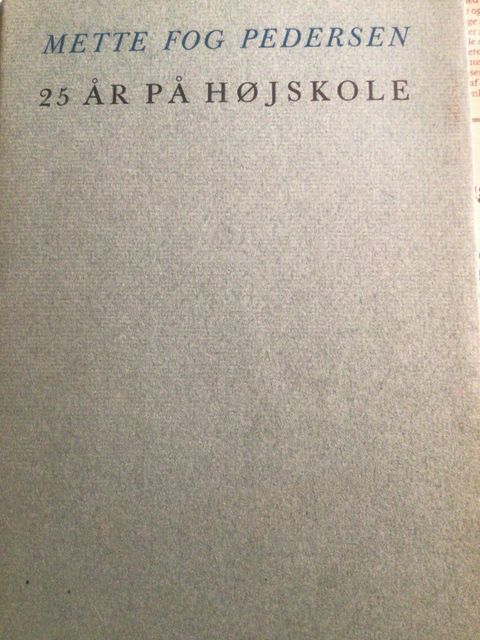 METTE FOG PEDERSEN
25 ÅR PÅ HØJSKOLE